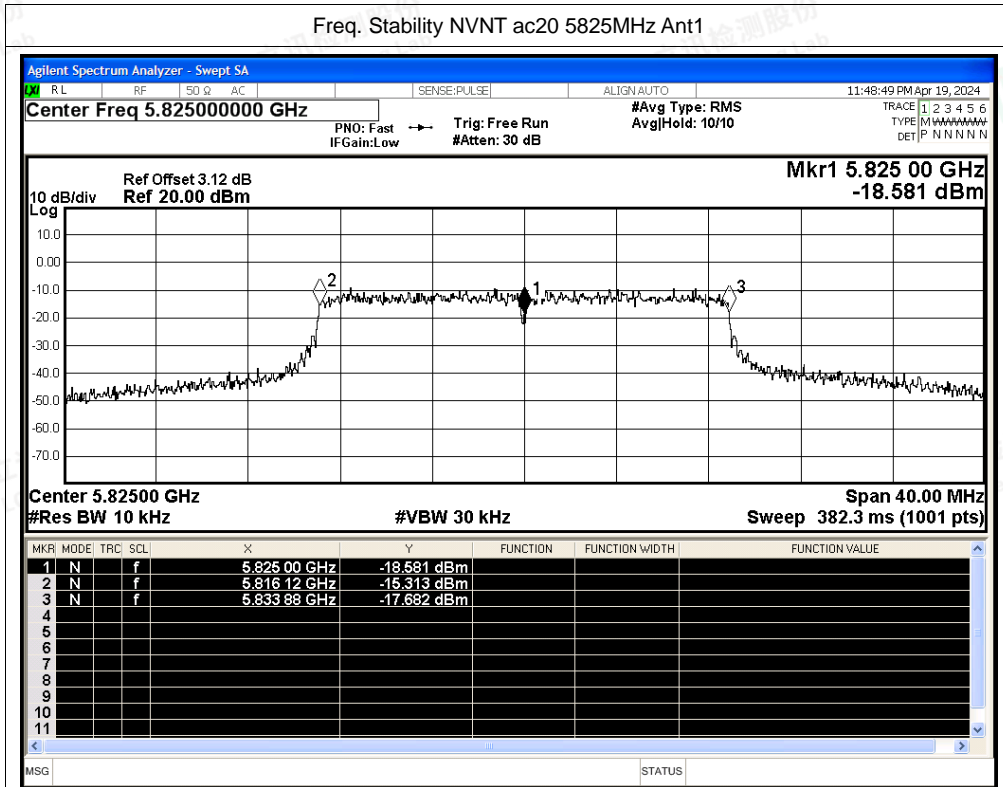 Freq. Stability NVNT ac20 5825MHz Ant1
Agilent Spectrum Analyzer - Swept SA
LXI RL RF 50 Ω AC SENSE:PULSE ALIGN AUTO 11:48:49 PM Apr 19, 2024
Center Freq 5.825000000 GHz #Avg Type: RMS TRACE 1 2 3 4 5 6
PNO: Fast Trig: Free Run Avg|Hold: 10/10 TYPE M
IFGain:Low #Atten: 30 dB DET P N N N N N
Mkr1 5.825 00 GHz
Ref Offset 3.12 dB
10 dB/div Ref 20.00 dBm -18.581 dBm
Log
10.0
0.00
-10.0
2 1 3
-20.0
-30.0
-40.0
-50.0
-60.0
-70.0
Center 5.82500 GHz Span 40.00 MHz
#Res BW 10 kHz #VBW 30 kHz Sweep 382.3 ms (1001 pts)
MKR MODE TRC SCL X Y FUNCTION FUNCTION WIDTH FUNCTION VALUE
1 N f 5.825 00 GHz -18.581 dBm
2 N f 5.816 12 GHz -15.313 dBm
3 N f 5.833 88 GHz -17.682 dBm
4
5
6
7
8
9
10
11
MSG STATUS